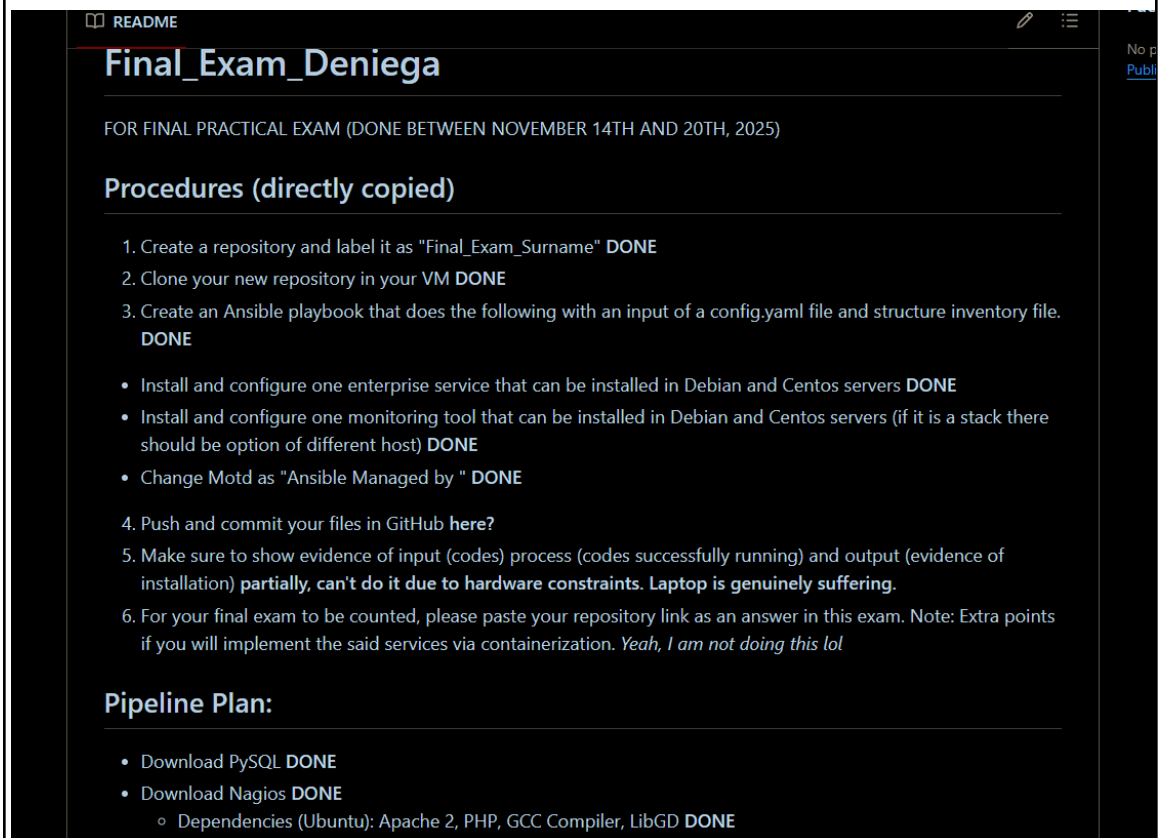 README
No p
Publi
Final_Exam_Deniega
FOR FINAL PRACTICAL EXAM (DONE BETWEEN NOVEMBER 14TH AND 20TH, 2025)
Procedures (directly copied)
1. Create a repository and label it as "Final_Exam_Surname" DONE
2. Clone your new repository in your VM DONE
3. Create an Ansible playbook that does the following with an input of a config.yaml file and structure inventory file.
DONE
• Install and configure one enterprise service that can be installed in Debian and Centos servers DONE
• Install and configure one monitoring tool that can be installed in Debian and Centos servers (if it is a stack there
should be option of different host) DONE
• Change Motd as "Ansible Managed by " DONE
4. Push and commit your files in GitHub here?
5. Make sure to show evidence of input (codes) process (codes successfully running) and output (evidence of
installation) partially, can't do it due to hardware constraints. Laptop is genuinely suffering.
6. For your final exam to be counted, please paste your repository link as an answer in this exam. Note: Extra points
if you will implement the said services via containerization. Yeah, I am not doing this lol
Pipeline Plan:
• Download PySQL DONE
• Download Nagios DONE
◦ Dependencies (Ubuntu): Apache 2, PHP, GCC Compiler, LibGD DONE